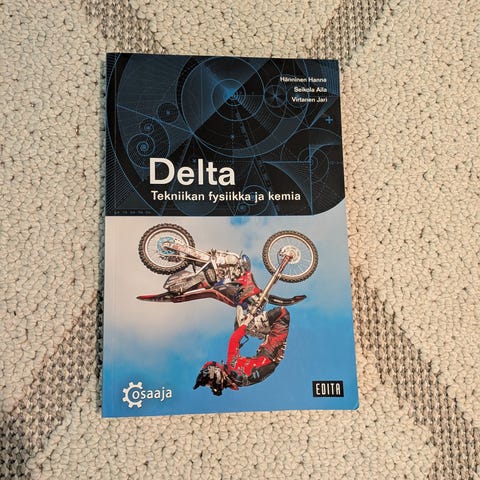 Hänninen Hanna
Seikola Aila
Virtanen Jari
Delta
Tekniikan fysiikka ja kemia
osaaja
EDITA